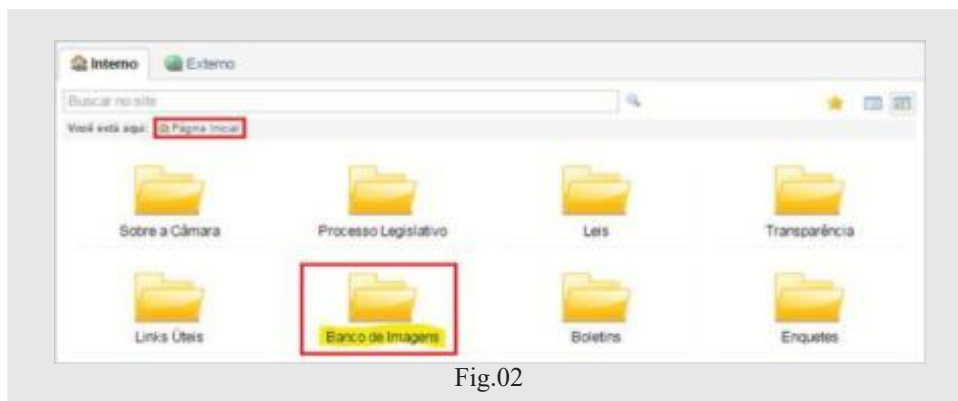 Interno Externo
Buscar no site
Você está aqui: Página Inicial
Sobre a Câmara Processo Legislativo Leis Transparência
Links Úteis Banco de Imagens Boletins Enquetes
Fig.02